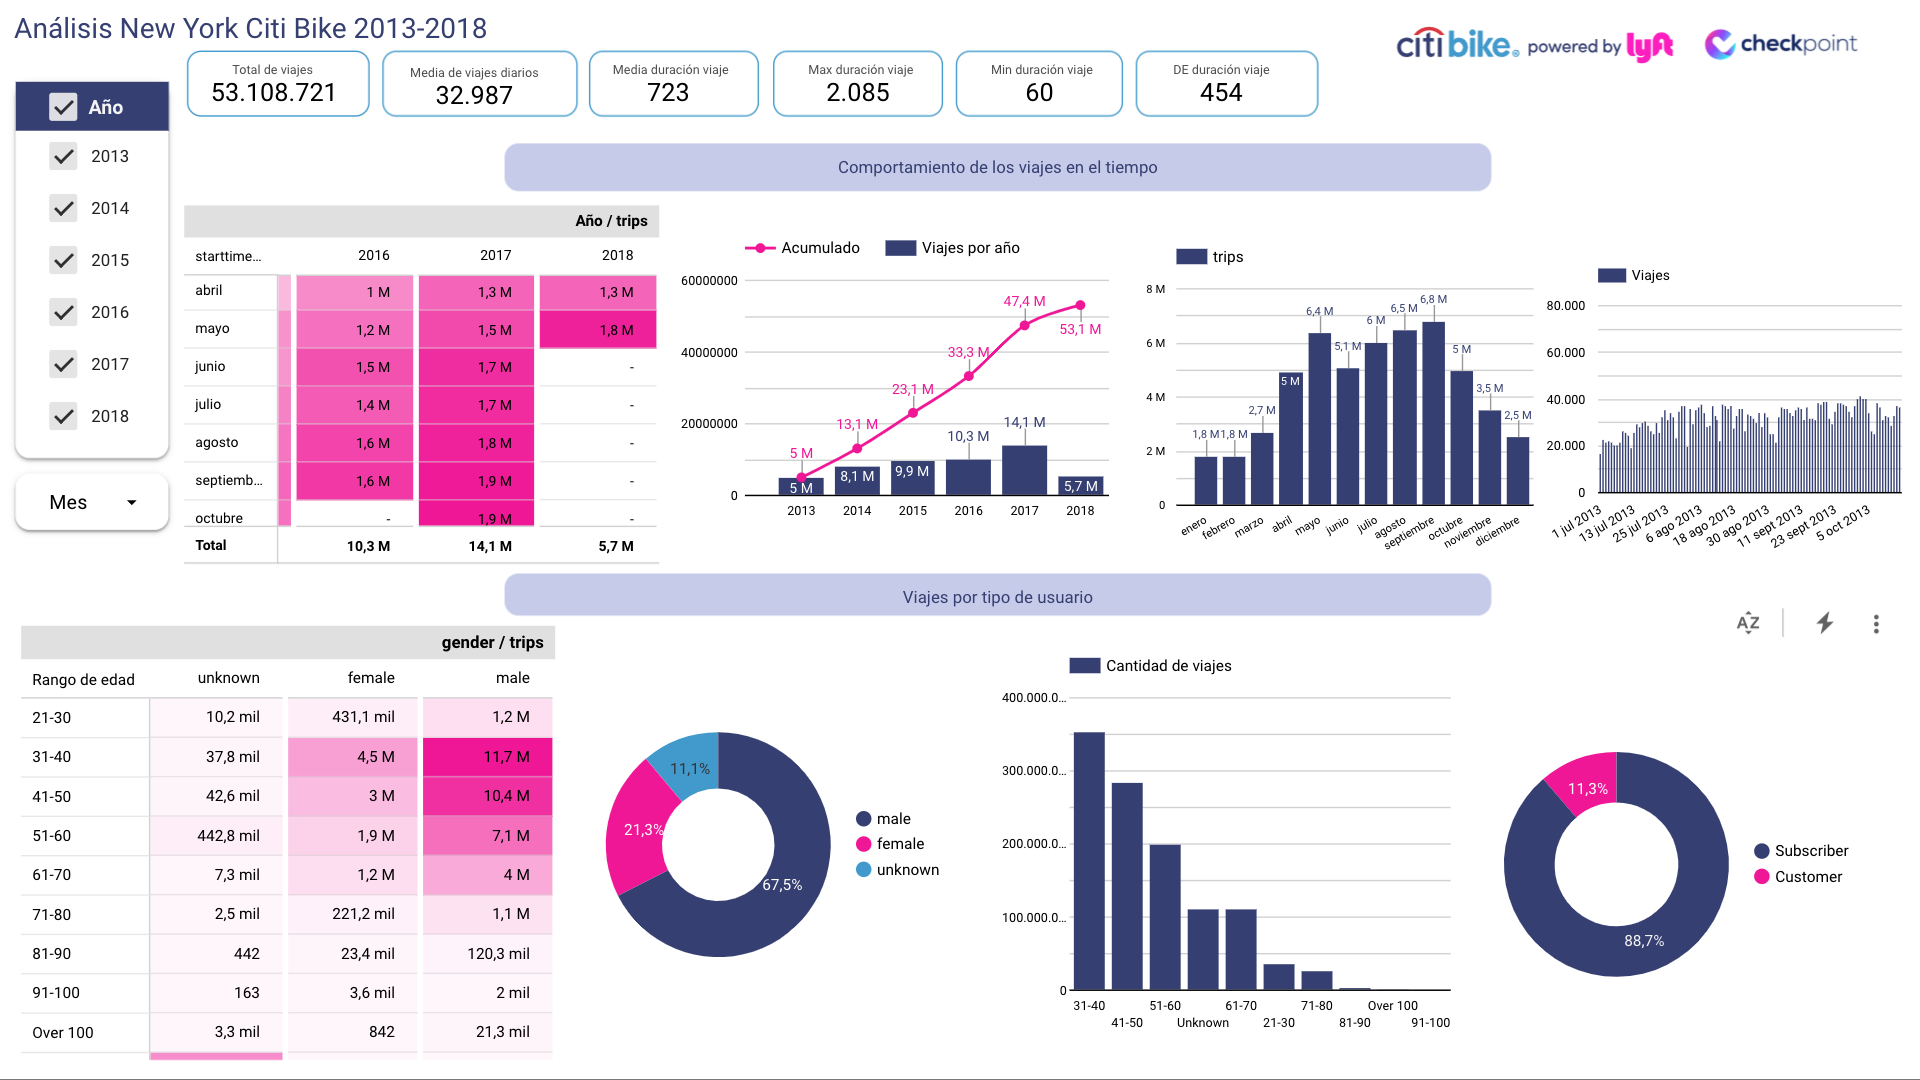 Análisis New York Citi Bike 2013-2018
citi bike. powered by lyft
checkpoint
Total de viajes
53.108.721
Media de viajes diarios
32.987
Media duración viaje
723
Max duración viaje
2.085
Min duración viaje
60
DE duración viaje
454
Año
2013
2014
2015
2016
2017
2018
Mes
Comportamiento de los viajes en el tiempo
Año / trips
starttime... 2016 2017 2018
abril 1 M 1,3 M 1,3 M
mayo 1,2 M 1,5 M 1,8 M
junio 1,5 M 1,7 M -
julio 1,4 M 1,7 M -
agosto 1,6 M 1,8 M -
septiemb... 1,6 M 1,9 M -
octubre - 1,9 M -
Total 10,3 M 14,1 M 5,7 M
Acumulado Viajes por año
60000000
40000000
20000000
0
5 M 13,1 M 23,1 M 33,3 M 47,4 M 53,1 M
5 M 8,1 M 9,9 M 10,3 M 14,1 M 5,7 M
2013 2014 2015 2016 2017 2018
trips
8 M
6 M
4 M
2 M
0
1,8 M 1,8 M 2,7 M 5 M 6,4 M 5,1 M 6 M 6,5 M 6,8 M 5 M 3,5 M 2,5 M
enero febrero marzo abril mayo junio julio agosto septiembre octubre noviembre diciembre
Viajes
80.000
60.000
40.000
20.000
0
1 jul 2013 13 jul 2013 25 jul 2013 6 ago 2013 18 ago 2013 30 ago 2013 11 sept 2013 23 sept 2013 5 oct 2013
Viajes por tipo de usuario
AZ
gender / trips
Rango de edad unknown female male
21-30 10,2 mil 431,1 mil 1,2 M
31-40 37,8 mil 4,5 M 11,7 M
41-50 42,6 mil 3 M 10,4 M
51-60 442,8 mil 1,9 M 7,1 M
61-70 7,3 mil 1,2 M 4 M
71-80 2,5 mil 221,2 mil 1,1 M
81-90 442 23,4 mil 120,3 mil
91-100 163 3,6 mil 2 mil
Over 100 3,3 mil 842 21,3 mil
11,1%
21,3%
67,5%
male
female
unknown
Cantidad de viajes
400.000.0...
300.000.0...
200.000.0...
100.000.0...
0
31-40 51-60 61-70 71-80 Over 100
41-50 Unknown 21-30 81-90 91-100
11,3%
88,7%
Subscriber
Customer